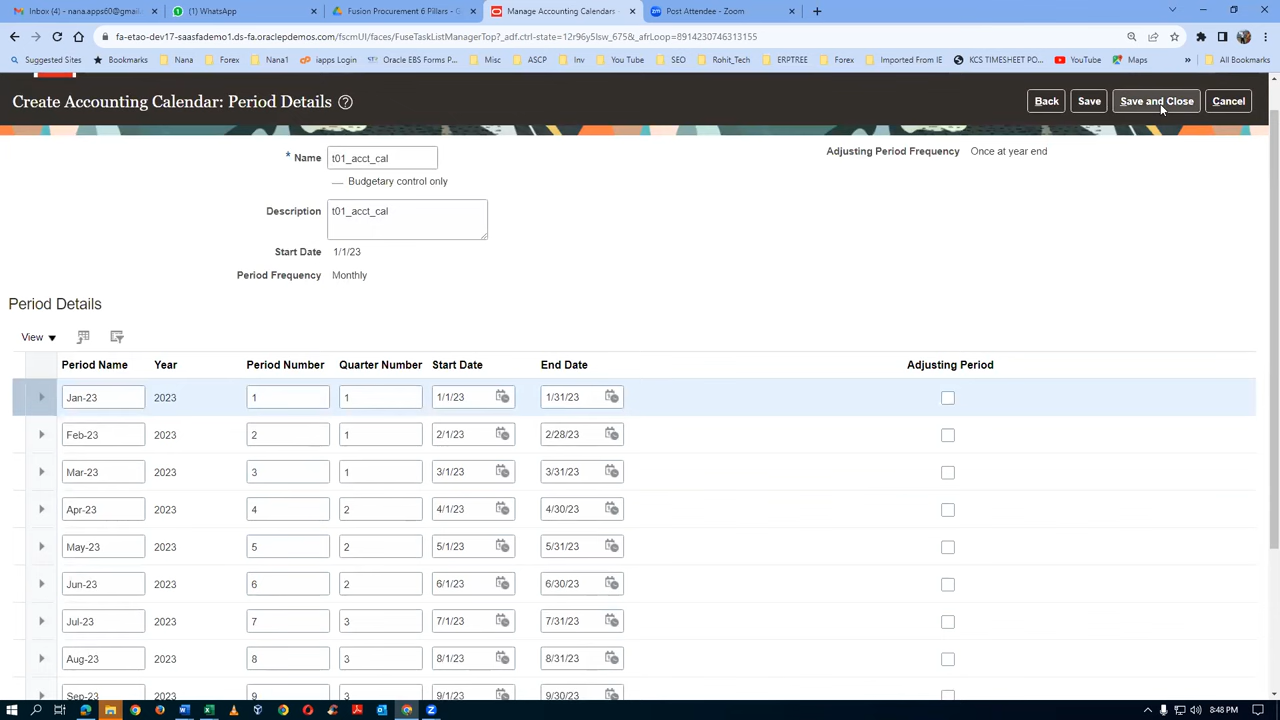 Inbox (4) - nana.apps60@gmail.
(1) WhatsApp
Fusion Procurement 6 Pillars - G
Manage Accounting Calendars -
Post Attendee - Zoom
fa-etao-dev17-saasfademo1.ds-fa.oraclepdemos.com/fscmUI/faces/FuseTaskListManagerTop?_adf.ctrl-state=12r96y5lsw_675&_afrLoop=8914230746313155
Suggested Sites
Bookmarks
Nana
Forex
Nana1
iapps Login
Oracle EBS Forms P...
Misc
ASCP
Inv
You Tube
SEO
Rohit_Tech
ERPTREE
Forex
Imported From IE
KCS TIMESHEET PO...
YouTube
Maps
»
All Bookmarks
Create Accounting Calendar: Period Details
Back
Save
Save and Close
Cancel
* Name t01_acct_cal
Adjusting Period Frequency Once at year end
Budgetary control only
Description t01_acct_cal
Start Date 1/1/23
Period Frequency Monthly
Period Details
View
Period Name Year Period Number Quarter Number Start Date End Date Adjusting Period
Jan-23 2023 1 1 1/1/23 1/31/23
Feb-23 2023 2 1 2/1/23 2/28/23
Mar-23 2023 3 1 3/1/23 3/31/23
Apr-23 2023 4 2 4/1/23 4/30/23
May-23 2023 5 2 5/1/23 5/31/23
Jun-23 2023 6 2 6/1/23 6/30/23
Jul-23 2023 7 3 7/1/23 7/31/23
Aug-23 2023 8 3 8/1/23 8/31/23
Sep-23 2023 9 3 9/1/23 9/30/23
8:48 PM